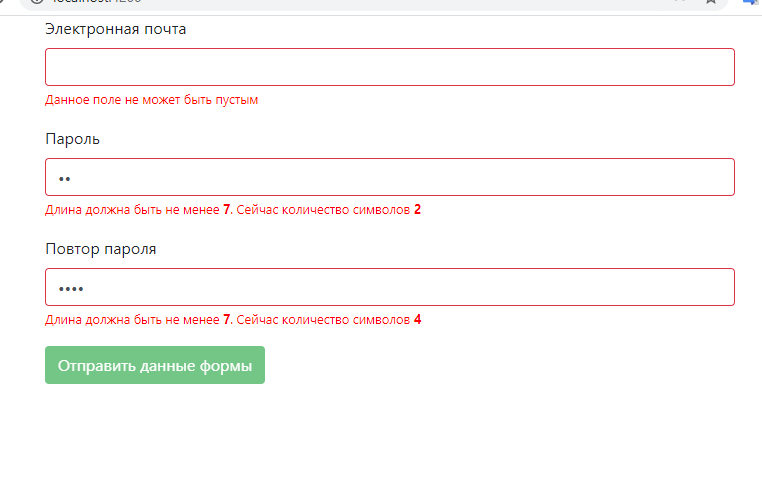 Электронная почта
Данное поле не может быть пустым
Пароль
••
Длина должна быть не менее 7. Сейчас количество символов 2
Повтор пароля
••••
Длина должна быть не менее 7. Сейчас количество символов 4
Отправить данные формы